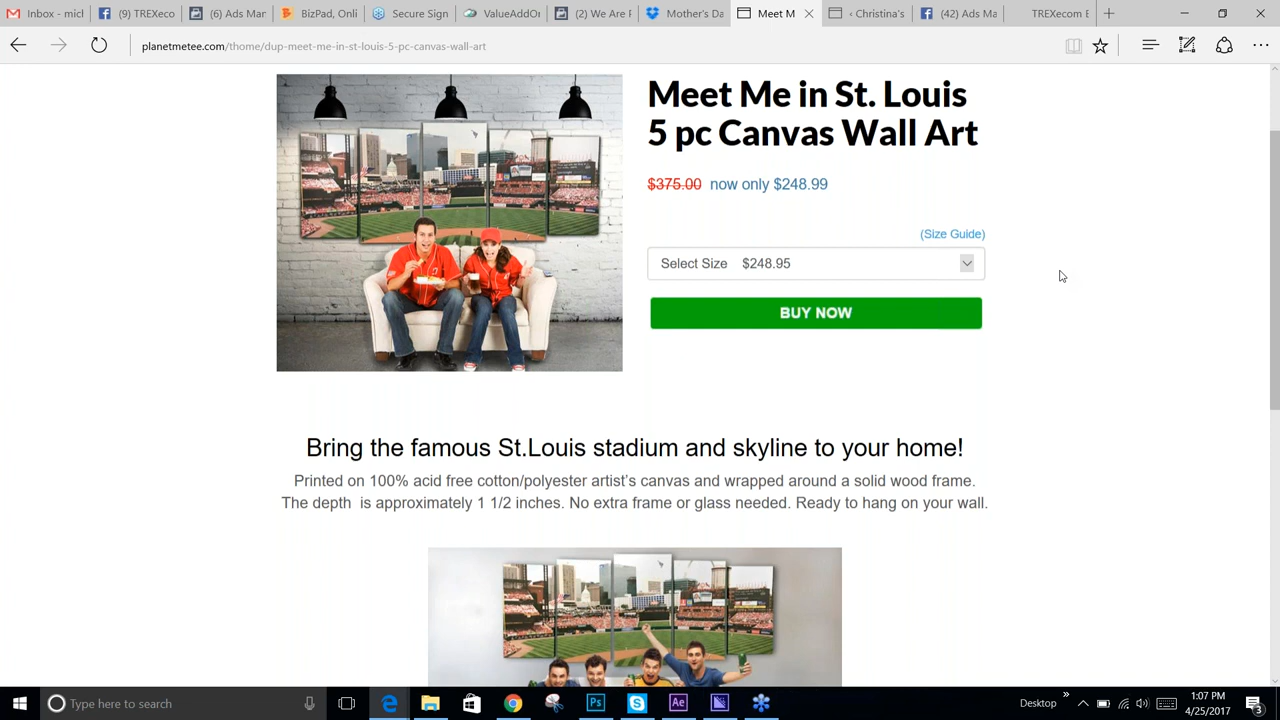 Inbox - micl
(9) TREXeco
(6) Ads Mar
BizPad, Onli
Secure Sign
ValueAddOr
(2) We Are F
Mother's Da
Meet M
‹ Christina's
(42) Ads Ma
TREXecom E
planetmetee.com/thome/dup-meet-me-in-st-louis-5-pc-canvas-wall-art
Meet Me in St. Louis
5 pc Canvas Wall Art
$375.00 now only $248.99
(Size Guide)
Select Size $248.95
BUY NOW
Bring the famous St.Louis stadium and skyline to your home!
Printed on 100% acid free cotton/polyester artist's canvas and wrapped around a solid wood frame.
The depth is approximately 1 1/2 inches. No extra frame or glass needed. Ready to hang on your wall.
Type here to search
Ps
Ae
Desktop
»
1:07 PM
4/25/2017
3